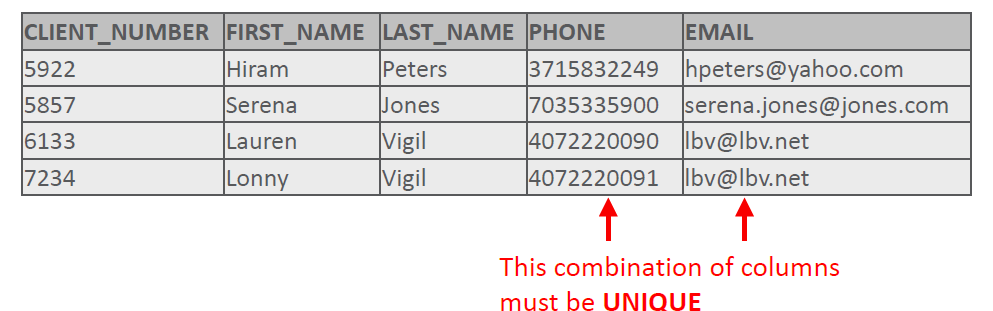 CLIENT_NUMBER FIRST_NAME LAST_NAME PHONE EMAIL
5922 Hiram Peters 3715832249 hpeters@yahoo.com
5857 Serena Jones 7035335900 serena.jones@jones.com
6133 Lauren Vigil 4072220090 lbv@lbv.net
7234 Lonny Vigil 4072220091 lbv@lbv.net
This combination of columns
must be UNIQUE